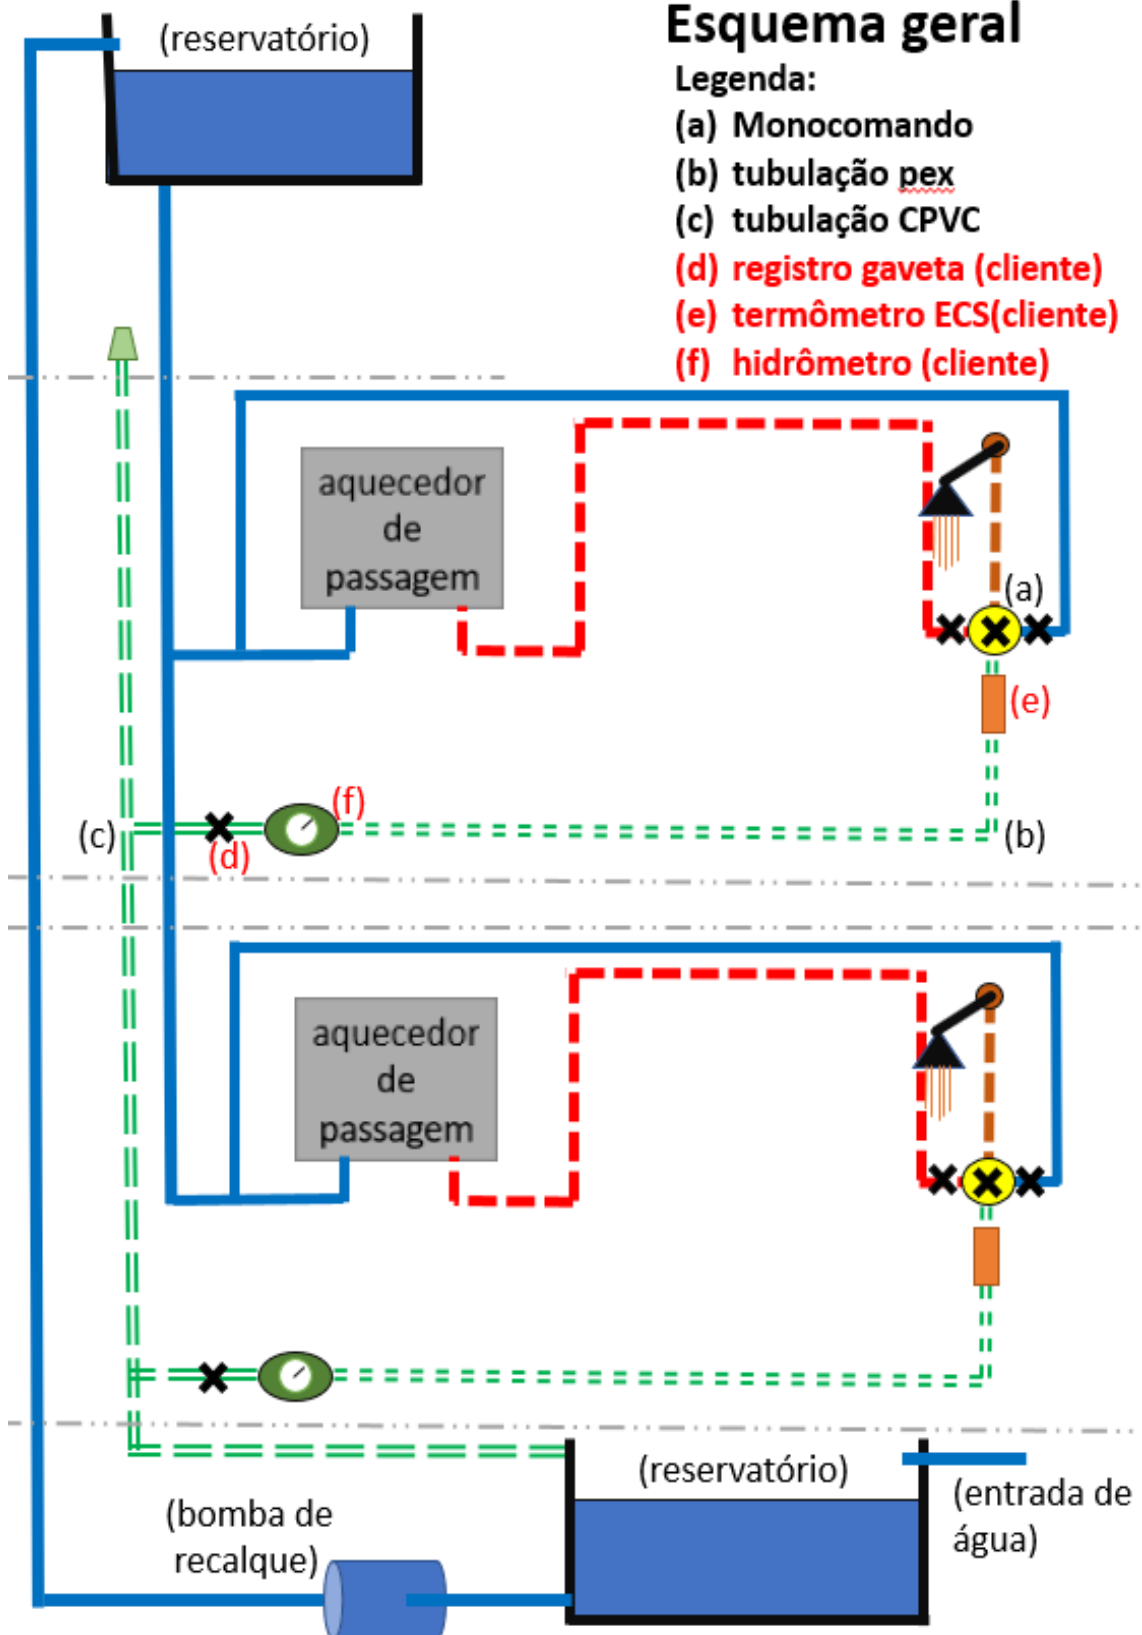 Esquema geral
(reservatório)
Legenda:
(a) Monocomando
(b) tubulação pex
(c) tubulação CPVC
(d) registro gaveta (cliente)
(e) termômetro ECS(cliente)
(f) hidrômetro (cliente)
aquecedor
de
passagem
(a)
(e)
(f)
(c)
(b)
(d)
aquecedor
de
passagem
(reservatório)
(entrada de
água)
(bomba de
recalque)